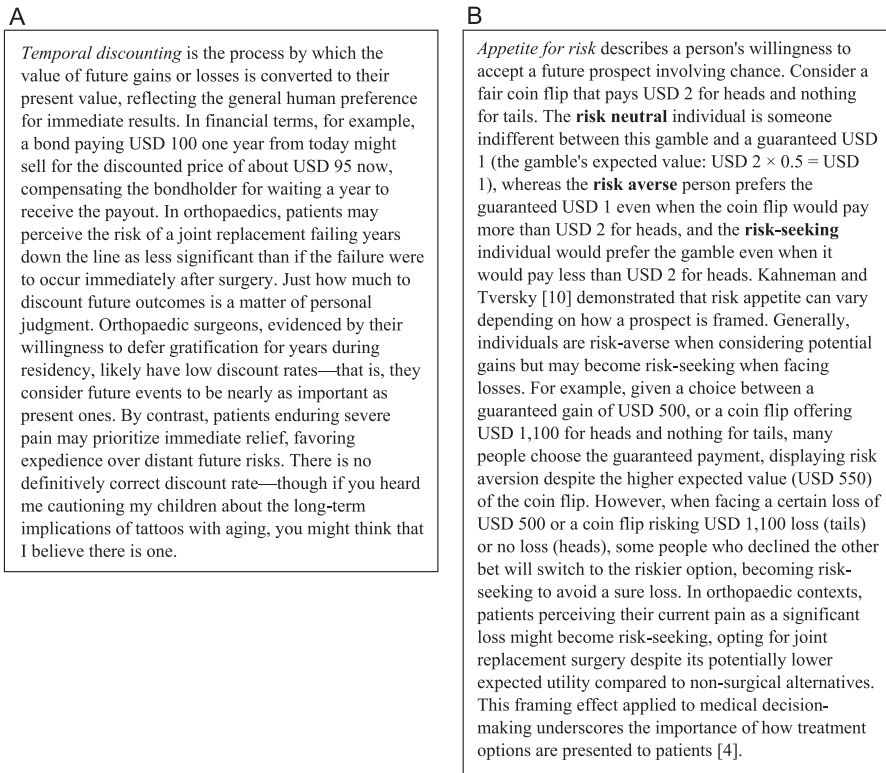 A
Temporal discounting is the process by which the
value of future gains or losses is converted to their
present value, reflecting the general human preference
for immediate results. In financial terms, for example,
a bond paying USD 100 one year from today might
sell for the discounted price of about USD 95 now,
compensating the bondholder for waiting a year to
receive the payout. In orthopaedics, patients may
perceive the risk of a joint replacement failing years
down the line as less significant than if the failure were
to occur immediately after surgery. Just how much to
discount future outcomes is a matter of personal
judgment. Orthopaedic surgeons, evidenced by their
willingness to defer gratification for years during
residency, likely have low discount rates—that is, they
consider future events to be nearly as important as
present ones. By contrast, patients enduring severe
pain may prioritize immediate relief, favoring
expedience over distant future risks. There is no
definitively correct discount rate—though if you heard
me cautioning my children about the long-term
implications of tattoos with aging, you might think that
I believe there is one.
B
Appetite for risk describes a person's willingness to
accept a future prospect involving chance. Consider a
fair coin flip that pays USD 2 for heads and nothing
for tails. The risk neutral individual is someone
indifferent between this gamble and a guaranteed USD
1 (the gamble's expected value: USD 2 × 0.5 = USD
1), whereas the risk averse person prefers the
guaranteed USD 1 even when the coin flip would pay
more than USD 2 for heads, and the risk-seeking
individual would prefer the gamble even when it
would pay less than USD 2 for heads. Kahneman and
Tversky [10] demonstrated that risk appetite can vary
depending on how a prospect is framed. Generally,
individuals are risk-averse when considering potential
gains but may become risk-seeking when facing
losses. For example, given a choice between a
guaranteed gain of USD 500, or a coin flip offering
USD 1,100 for heads and nothing for tails, many
people choose the guaranteed payment, displaying risk
aversion despite the higher expected value (USD 550)
of the coin flip. However, when facing a certain loss of
USD 500 or a coin flip risking USD 1,100 loss (tails)
or no loss (heads), some people who declined the other
bet will switch to the riskier option, becoming risk-
seeking to avoid a sure loss. In orthopaedic contexts,
patients perceiving their current pain as a significant
loss might become risk-seeking, opting for joint
replacement surgery despite its potentially lower
expected utility compared to non-surgical alternatives.
This framing effect applied to medical decision-
making underscores the importance of how treatment
options are presented to patients [4].